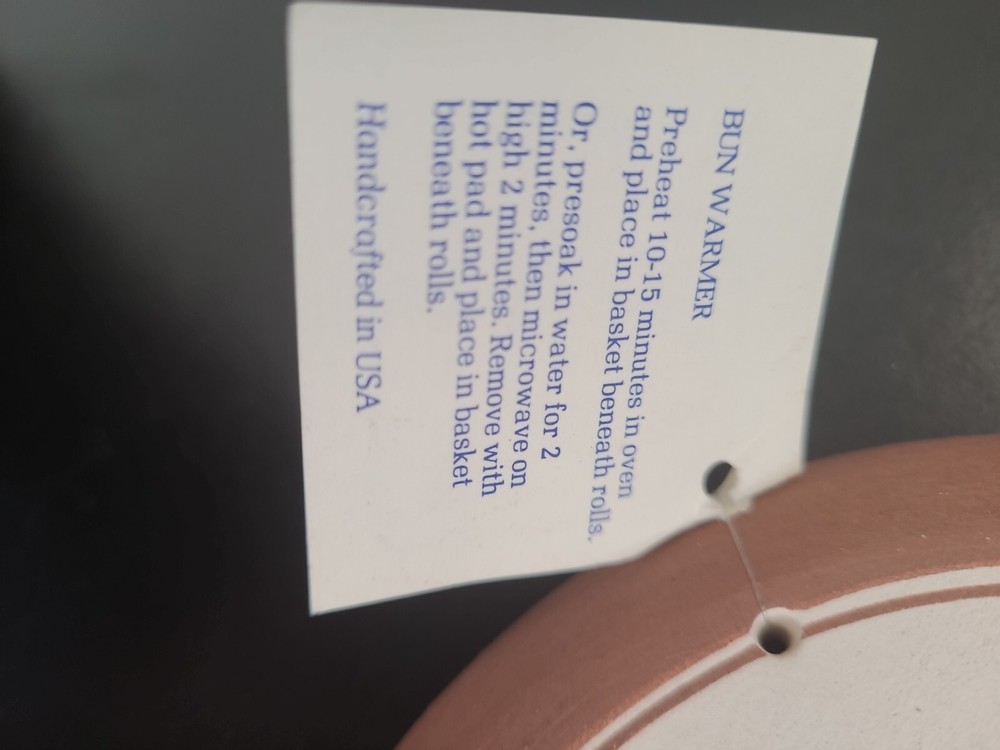 BUN WARMER
Preheat 10-15 minutes in oven
and place in basket beneath rolls.
Or, presoak in water for 2
minutes, then microwave on
high 2 minutes. Remove with
hot pad and place in basket
beneath rolls.
Handcrafted in USA